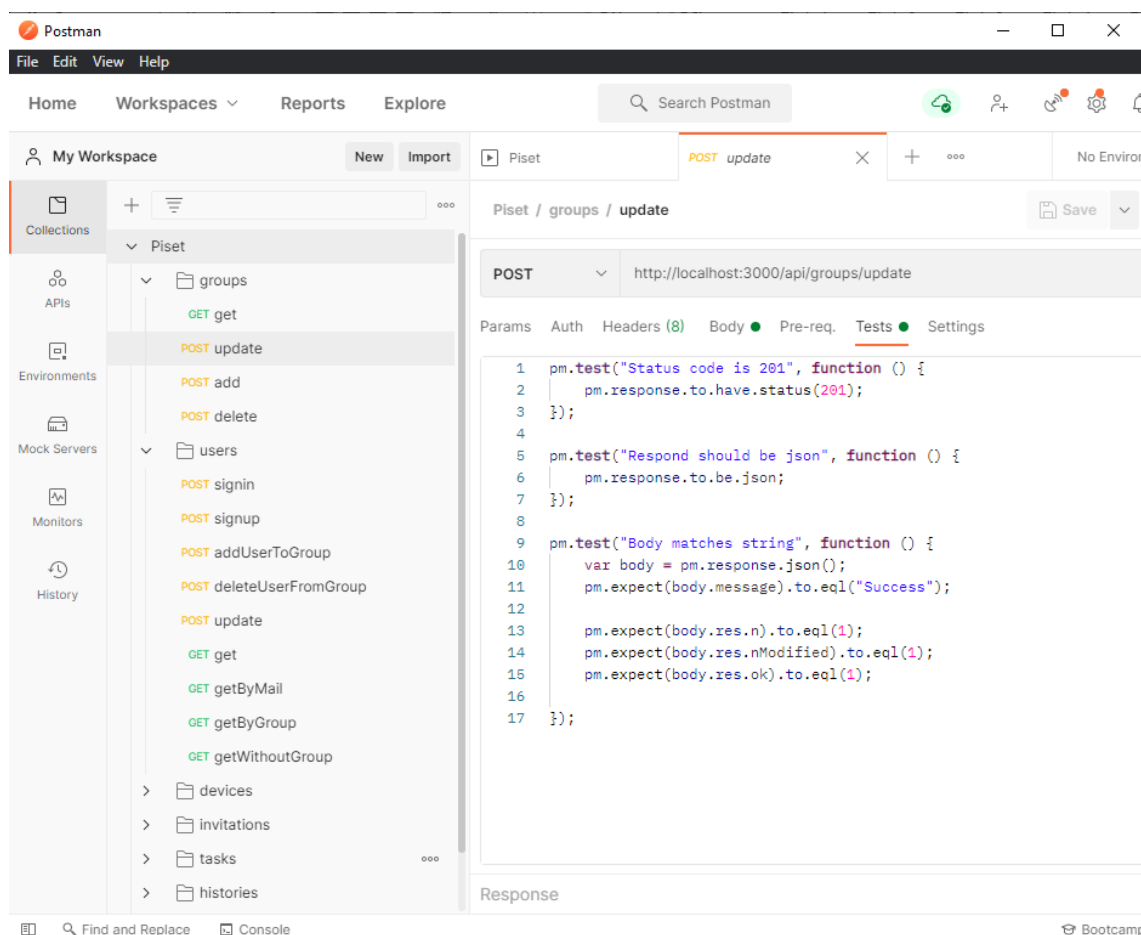 Postman
File Edit View Help
Home Workspaces Reports Explore Search Postman
My Workspace New Import
Piset
POST update
No Enviror
Collections
APIs
Environments
Mock Servers
Monitors
History
Piset
groups
GET get
POST update
POST add
POST delete
users
POST signin
POST signup
POST addUserToGroup
POST deleteUserFromGroup
POST update
GET get
GET getByMail
GET getByGroup
GET getWithoutGroup
devices
invitations
tasks
histories
Piset / groups / update
Save
POST http://localhost:3000/api/groups/update
Params Auth Headers (8) Body Pre-req. Tests Settings
1 pm.test("Status code is 201", function () {
2 pm.response.to.have.status(201);
3 });
4
5 pm.test("Respond should be json", function () {
6 pm.response.to.be.json;
7 });
8
9 pm.test("Body matches string", function () {
10 var body = pm.response.json();
11 pm.expect(body.message).to.eql("Success");
12
13 pm.expect(body.res.n).to.eql(1);
14 pm.expect(body.res.nModified).to.eql(1);
15 pm.expect(body.res.ok).to.eql(1);
16
17 });
Response
Find and Replace Console Bootcamp